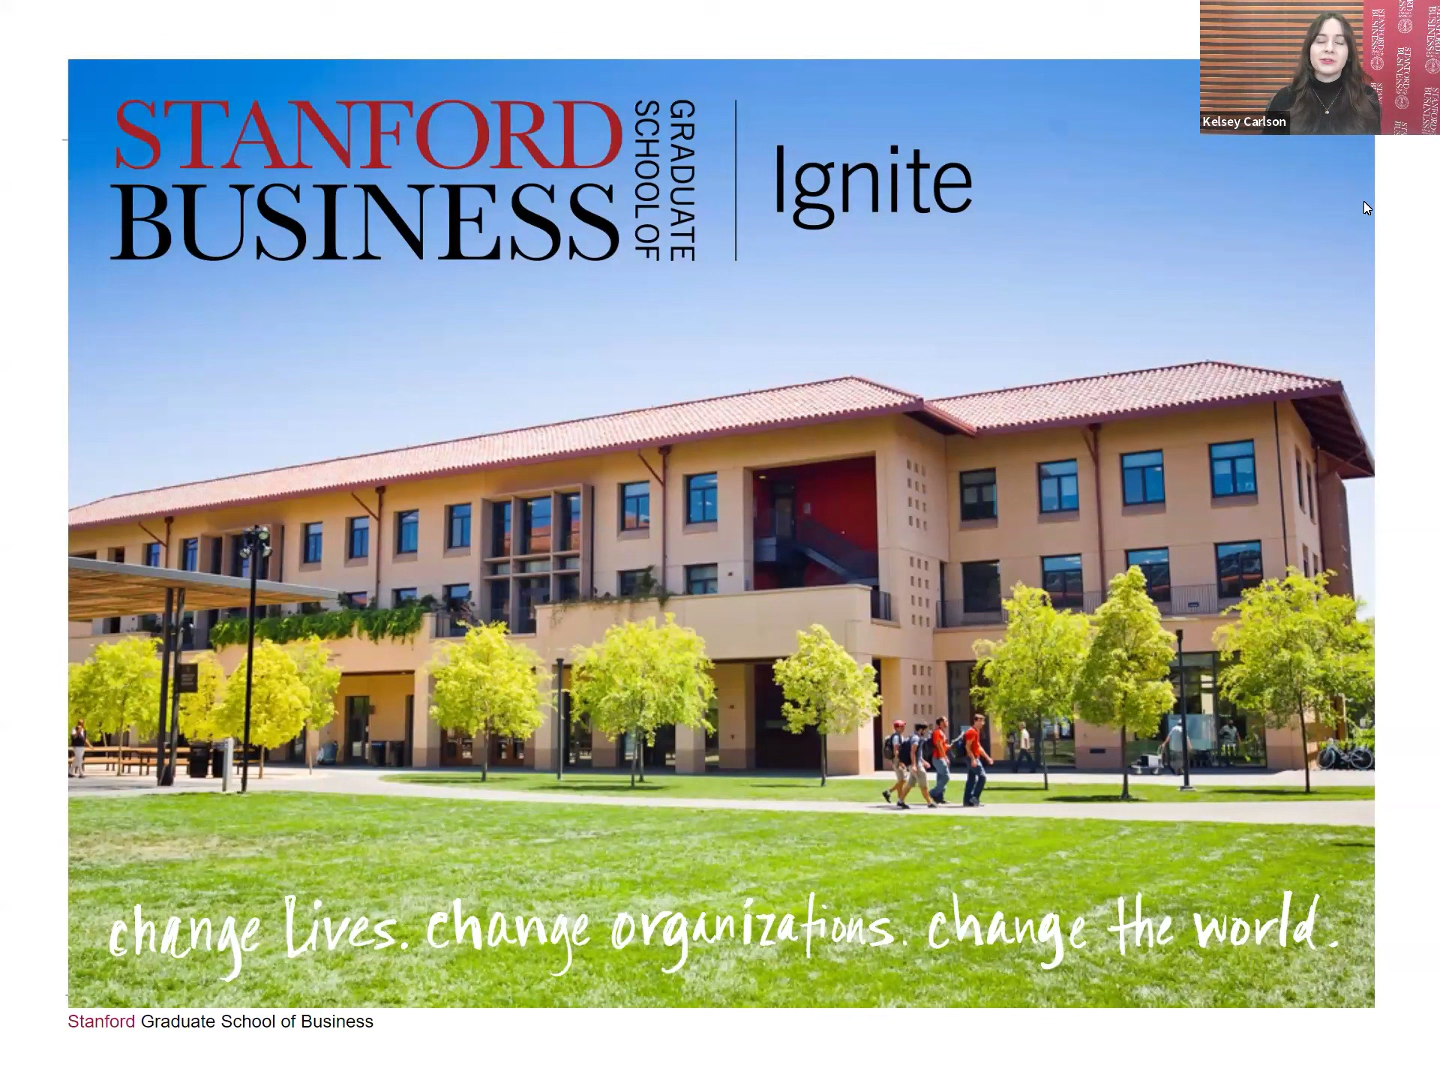 STANFORD
BUSINESS
GRADUATE
SCHOOL OF
Ignite
Kelsey Carlson
change lives. change organizations. change the world.
Stanford Graduate School of Business